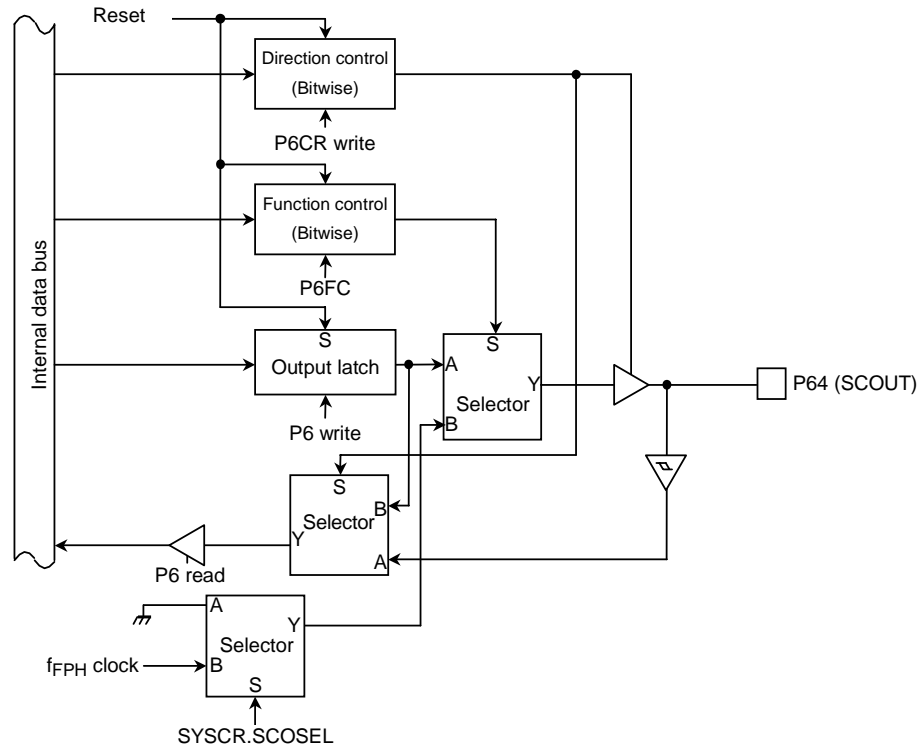 Reset
Direction control
(Bitwise)
P6CR write
Function control
(Bitwise)
P6FC
Internal data bus
S
Output latch
P6 write
S
A
Y
Selector
B
P64 (SCOUT)
S
B
Selector
Y
A
P6 read
A
Y
Selector
fFPH clock
B
S
SYSCR.SCOSEL